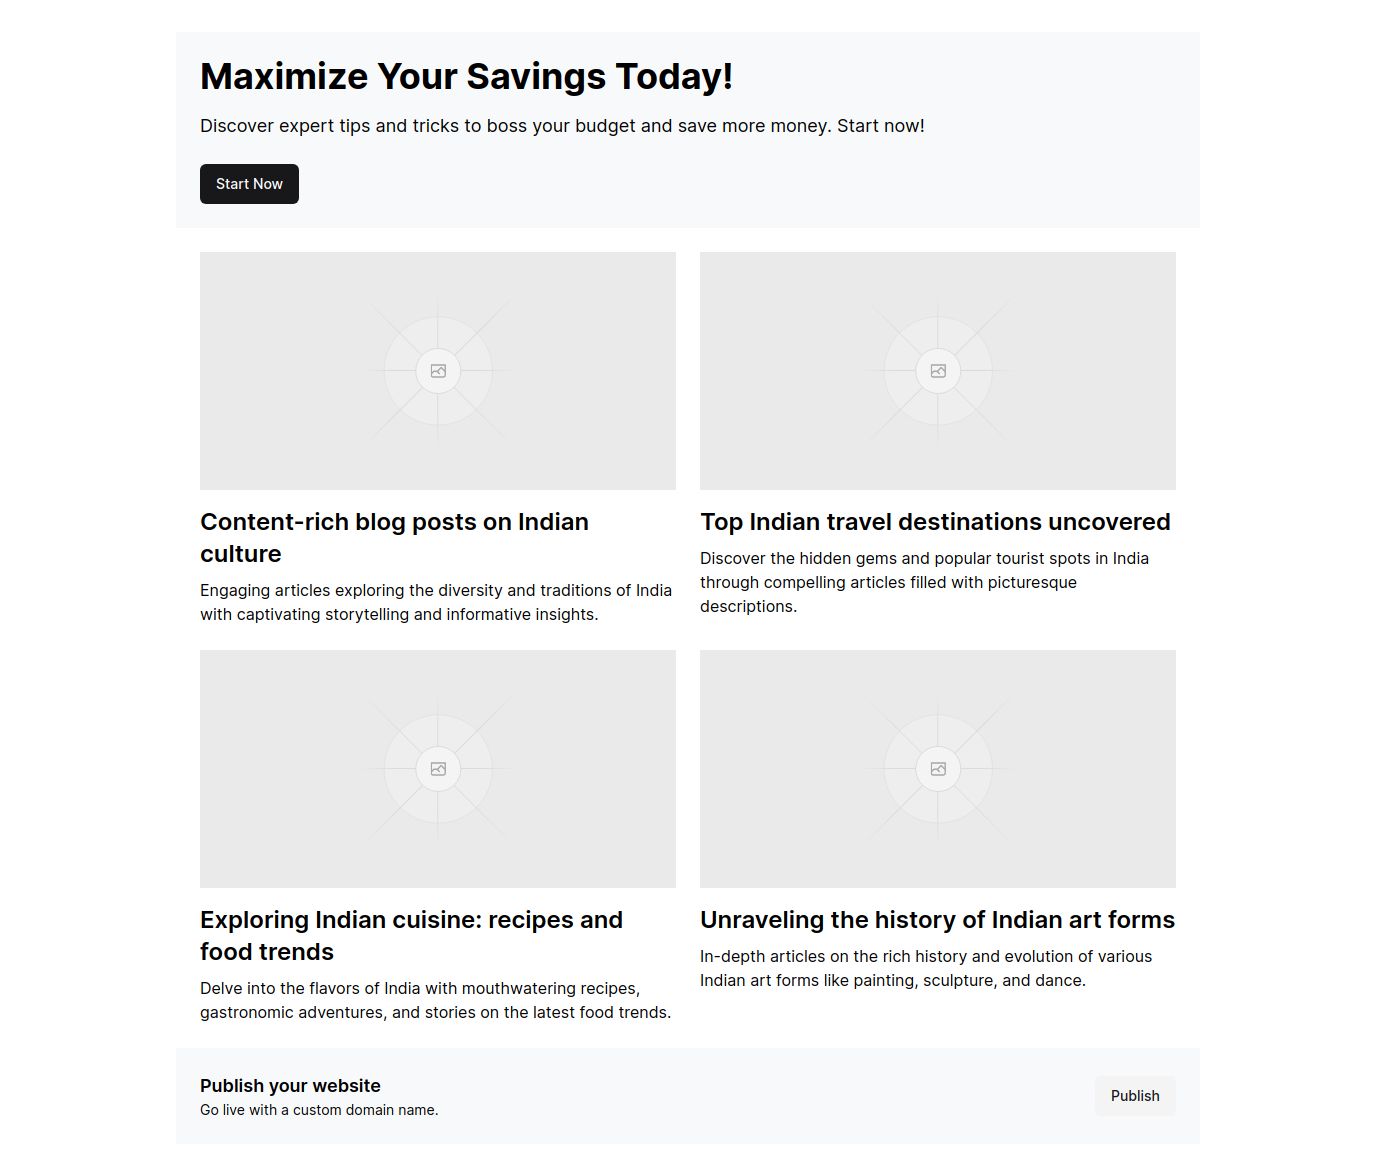 Maximize Your Savings Today!
Discover expert tips and tricks to boss your budget and save more money. Start now!
Start Now
Content-rich blog posts on Indian
culture
Engaging articles exploring the diversity and traditions of India
with captivating storytelling and informative insights.
Top Indian travel destinations uncovered
Discover the hidden gems and popular tourist spots in India
through compelling articles filled with picturesque
descriptions.
Exploring Indian cuisine: recipes and
food trends
Delve into the flavors of India with mouthwatering recipes,
gastronomic adventures, and stories on the latest food trends.
Unraveling the history of Indian art forms
In-depth articles on the rich history and evolution of various
Indian art forms like painting, sculpture, and dance.
Publish your website
Go live with a custom domain name.
Publish